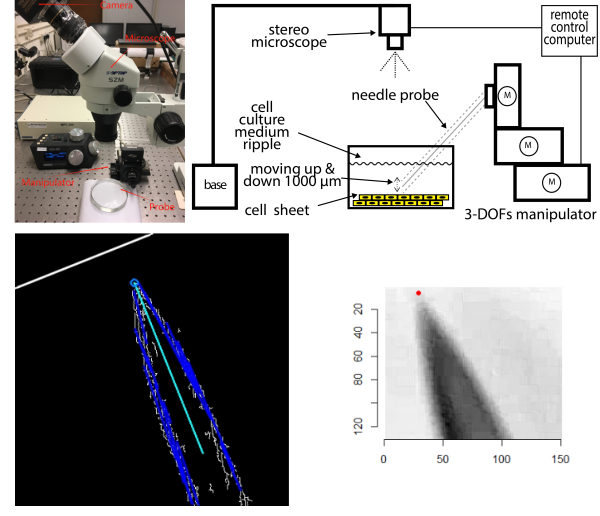 Camera
Microscope
SZM
Manipulator
Probe
stereo
microscope
remote
control
computer
needle probe
cell
culture
medium
ripple
moving up &
down 1000 μm
cell sheet
base
M
M
M
3-DOFs manipulator
20
40
60
80
120
0
50
100
150